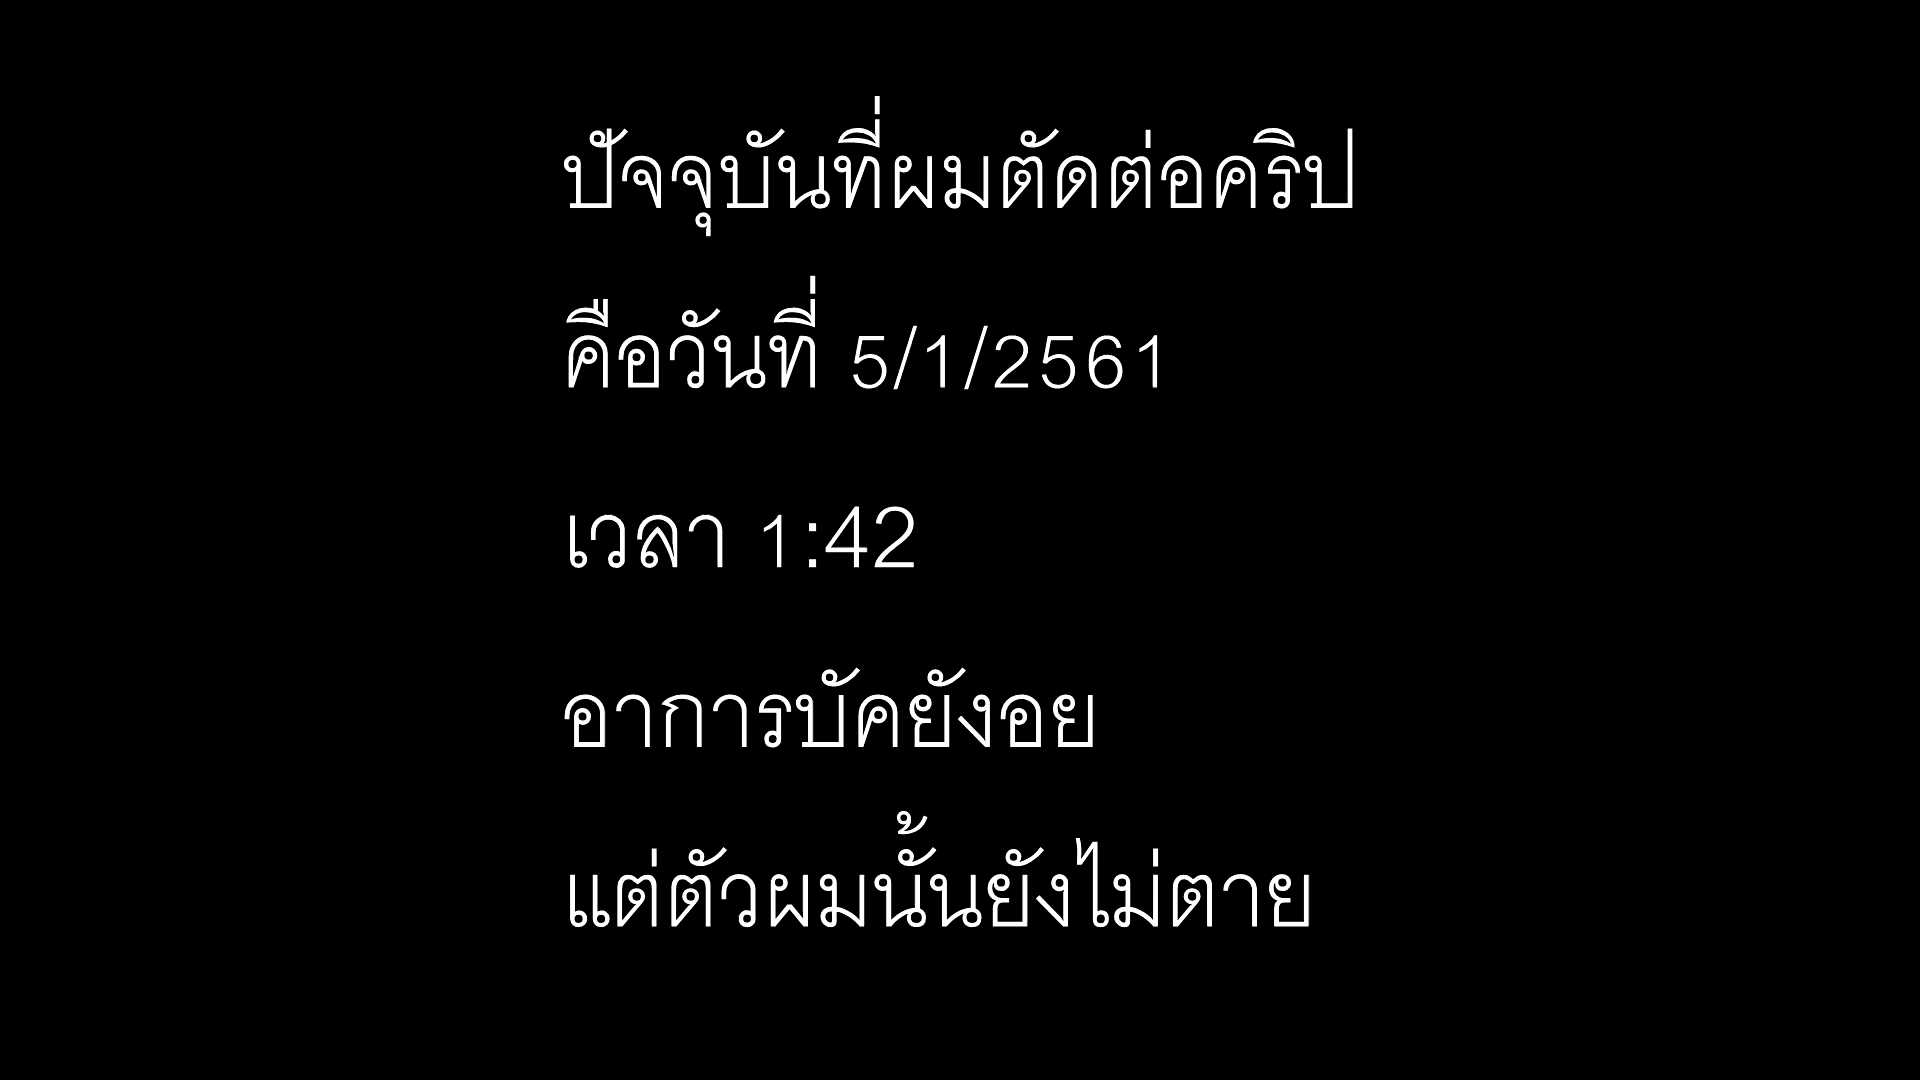 ปัจจุบันที่ผมตัดต่อคริป
คือวันที่ 5/1/2561
เวลา 1:42
อาการบัคยังอย
แต่ตัวผมนั้นยังไม่ตาย